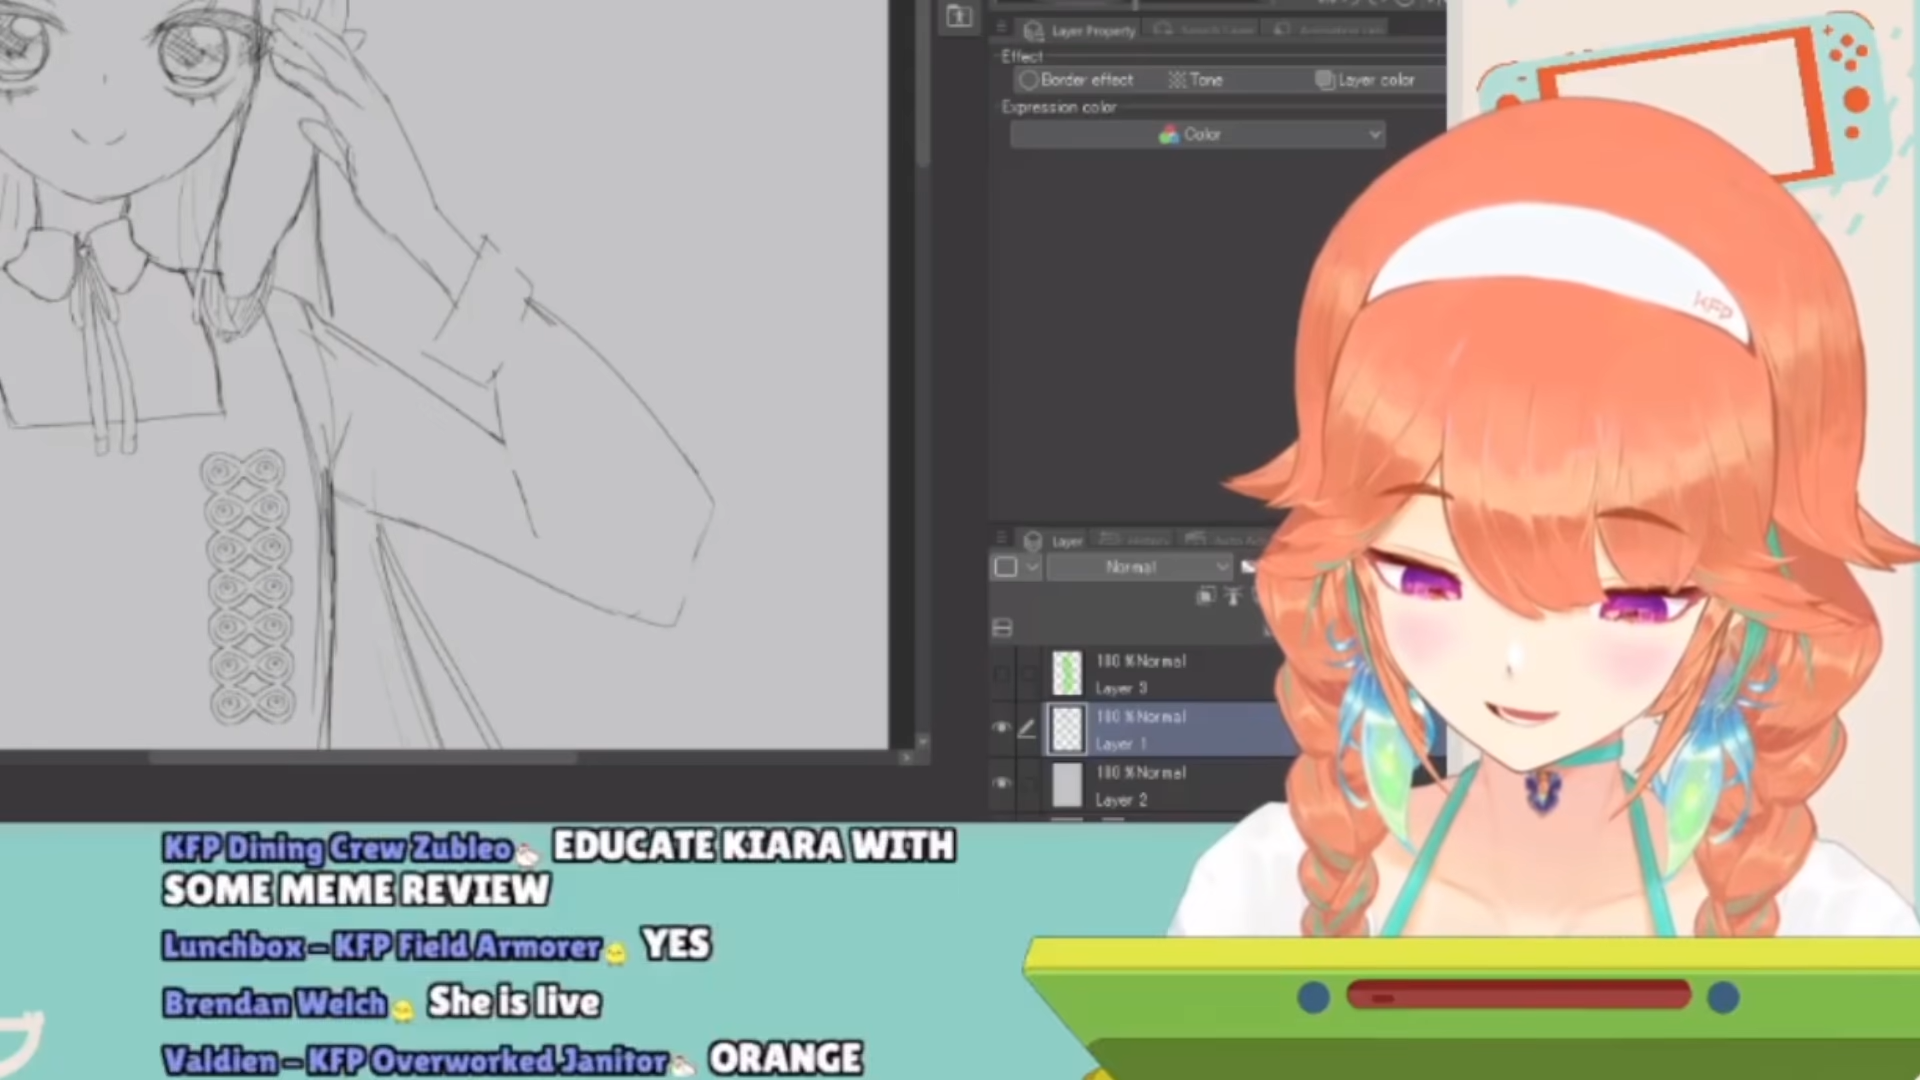 Layer Property
Effect
Border effect
Tone
Layer color
Expression color
Color
KFP
Layer
Normal
100 %Normal
Layer 3
100 %Normal
Layer 1
100 %Normal
Layer 2
KFP Dining Crew Zubleo EDUCATE KIARA WITH
SOME MEME REVIEW
Lunchbox - KFP Field Armorer YES
Brendan Welch She is live
Valdien - KFP Overworked Janitor ORANGE